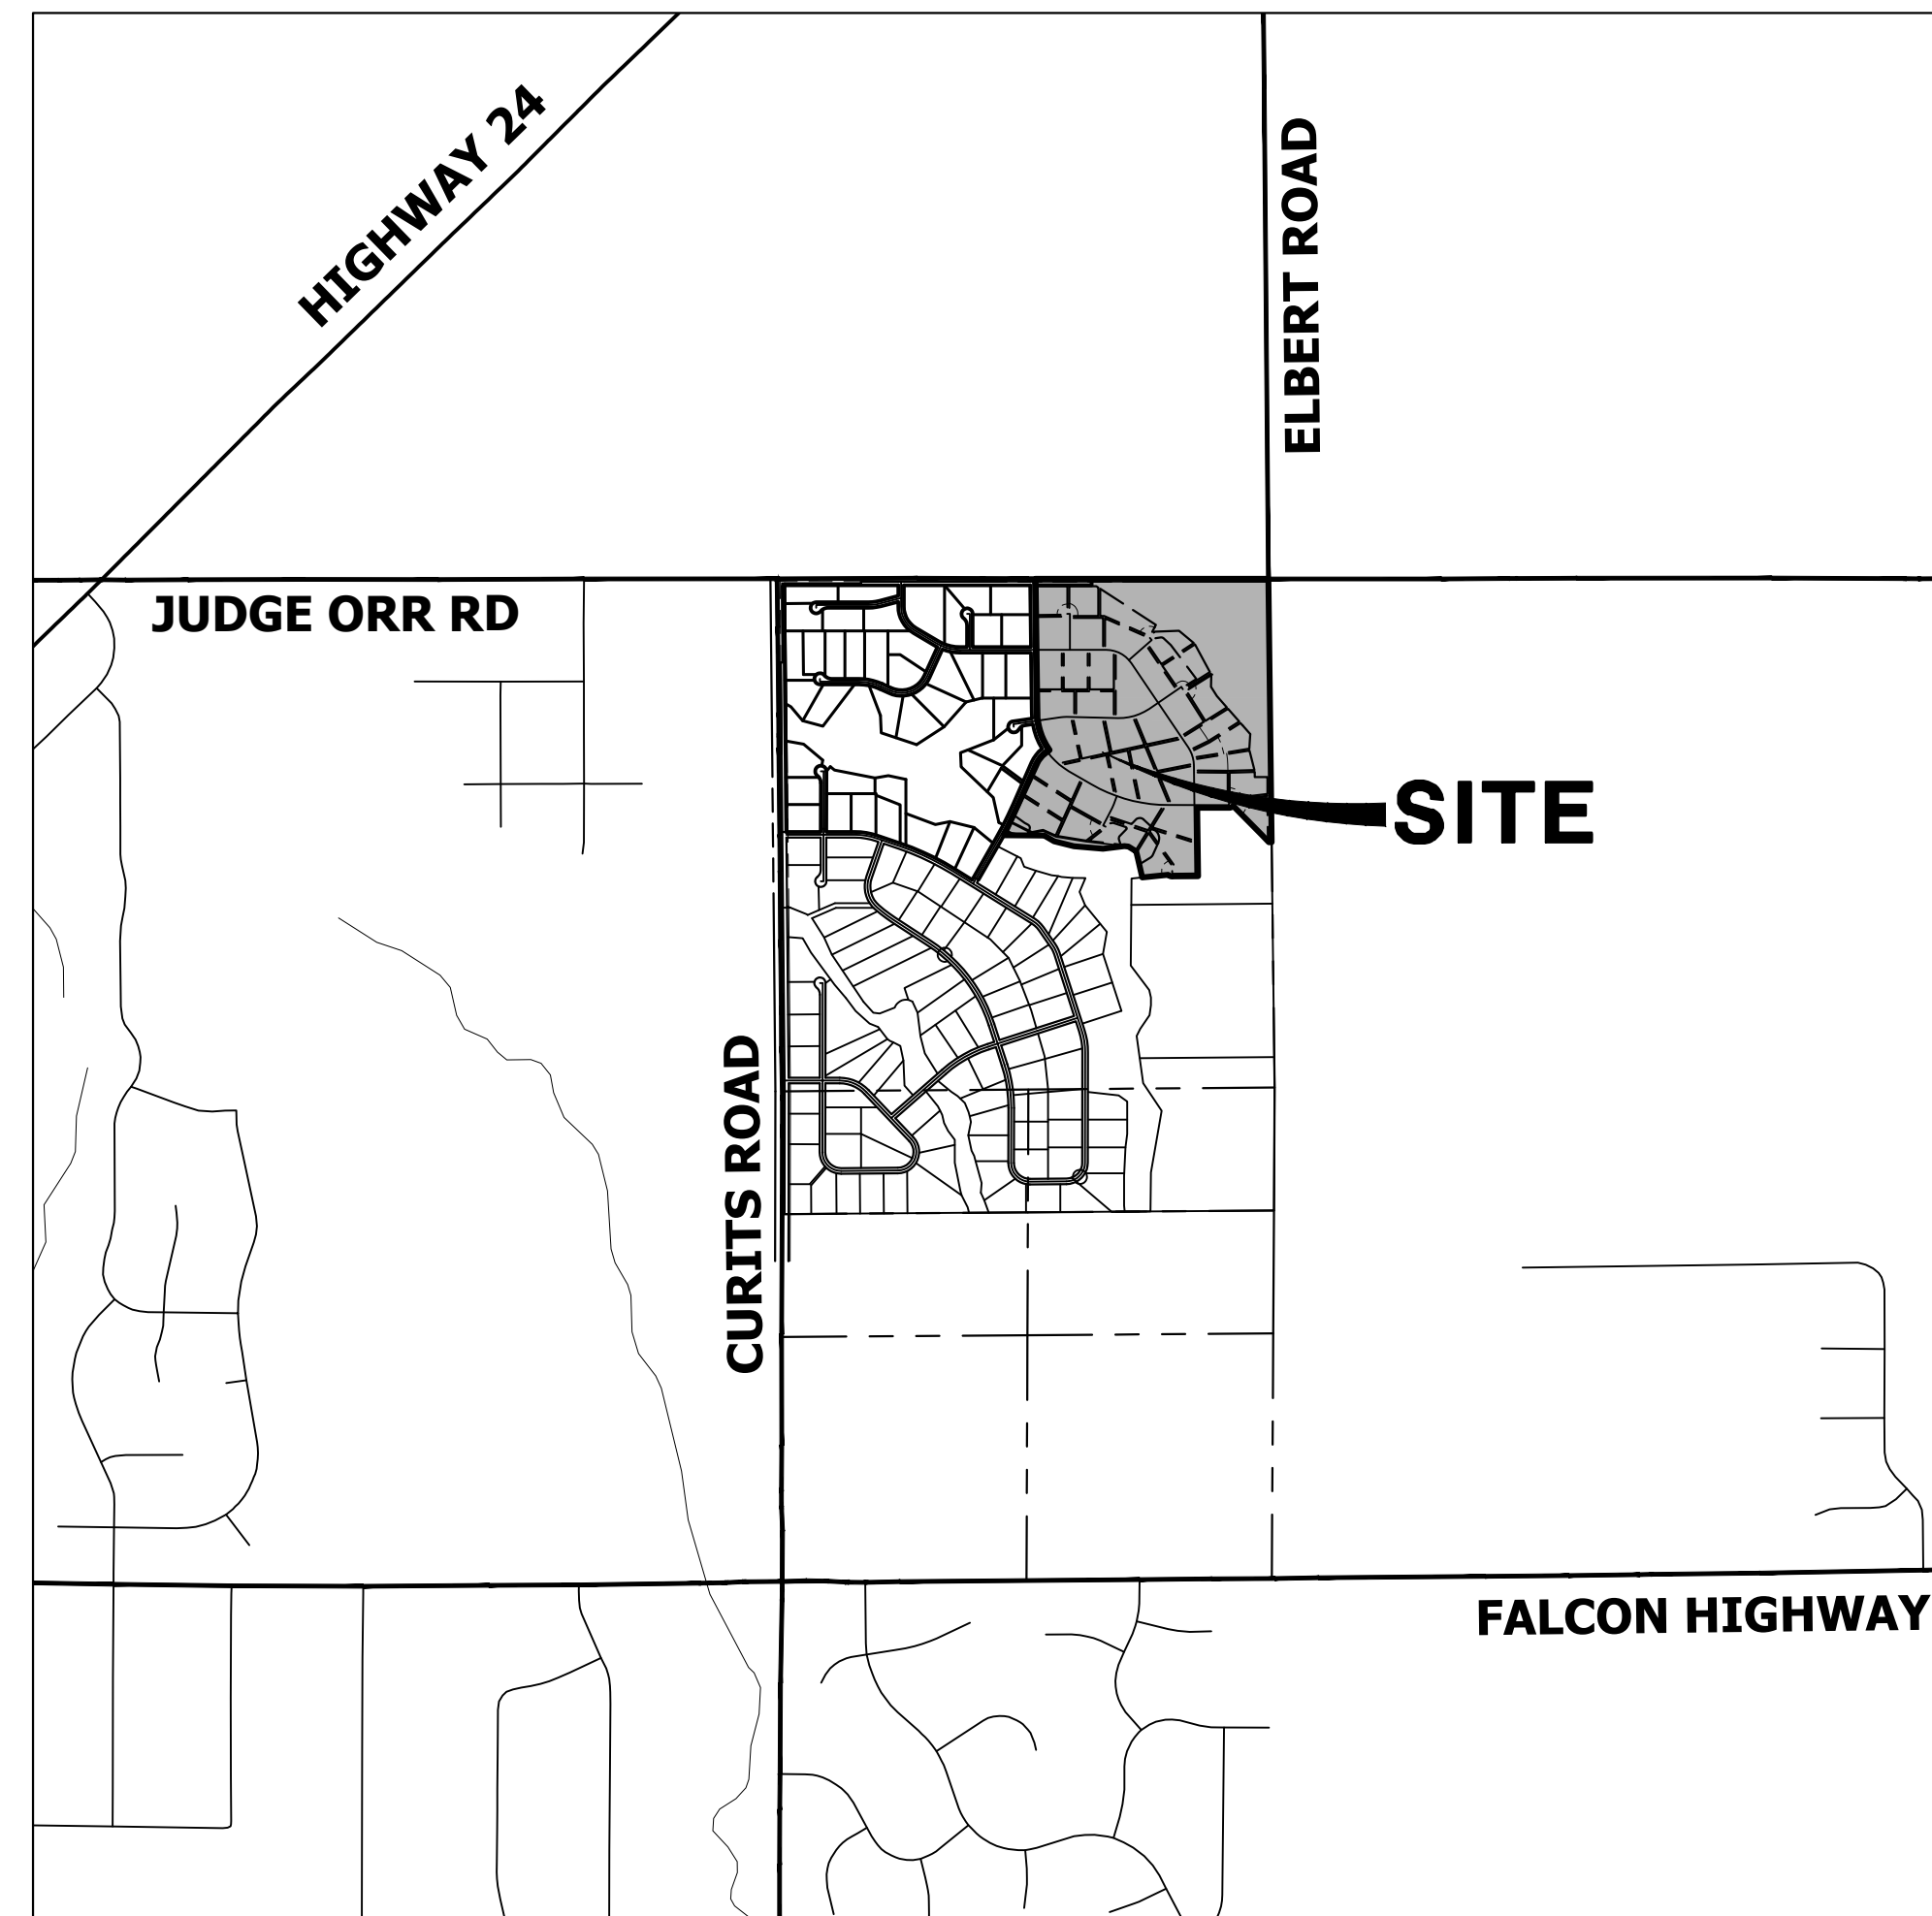 HIGHWAY 24
ELBERT ROAD
JUDGE ORR RD
SITE
CURITS ROAD
FALCON HIGHWAY